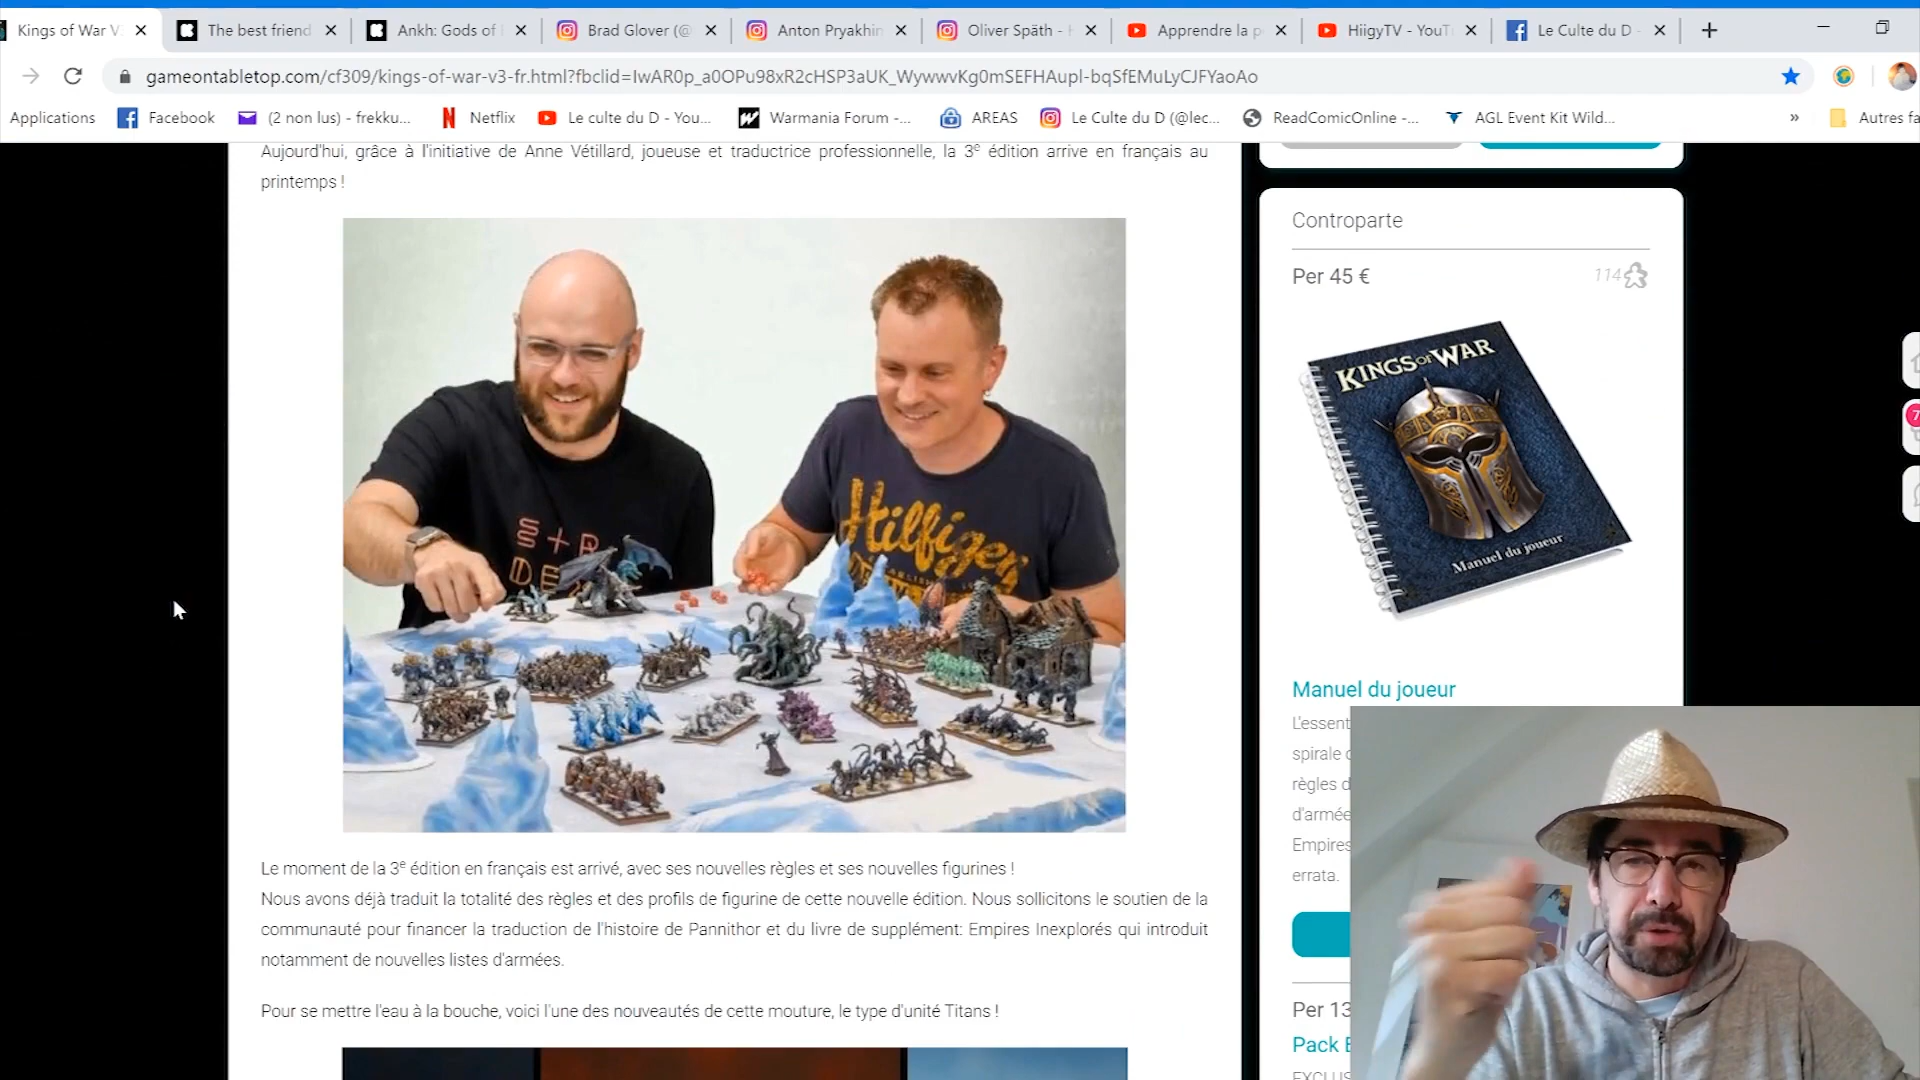 Kings of War V
The best friend
Ankh: Gods of
Brad Glover (@
Anton Pryakhin
Oliver Späth -
Apprendre la p
HiigyTV - YouT
Le Culte du D -
gameontabletop.com/cf309/kings-of-war-v3-fr.html?fbclid=IwAR0p_a0OPu98xR2cHSP3aUK_WywwvKg0mSEFHAupl-bqSfEMuLyCJFYaoAo
Applications
Facebook
(2 non lus) - frekku...
Netflix
Le culte du D - You...
Warmania Forum -...
AREAS
Le Culte du D (@lec...
ReadComicOnline -...
AGL Event Kit Wild...
»
Autres fa
Aujourd'hui, grâce à l'initiative de Anne Vétillard, joueuse et traductrice professionnelle, la 3e édition arrive en français au
printemps !
Hilfiger
Le moment de la 3e édition en français est arrivé, avec ses nouvelles règles et ses nouvelles figurines !
Nous avons déjà traduit la totalité des règles et des profils de figurine de cette nouvelle édition. Nous sollicitons le soutien de la
communauté pour financer la traduction de l'histoire de Pannithor et du livre de supplément: Empires Inexplorés qui introduit
notamment de nouvelles listes d'armées.
Pour se mettre l'eau à la bouche, voici l'une des nouveautés de cette mouture, le type d'unité Titans !
Controparte
Per 45 €
114
KINGS OF WAR
Manuel du joueur
Manuel du joueur
L'essent
spirale
règles d
d'armée
Empires
errata.
Per 13
Pack
EXCLUS
7